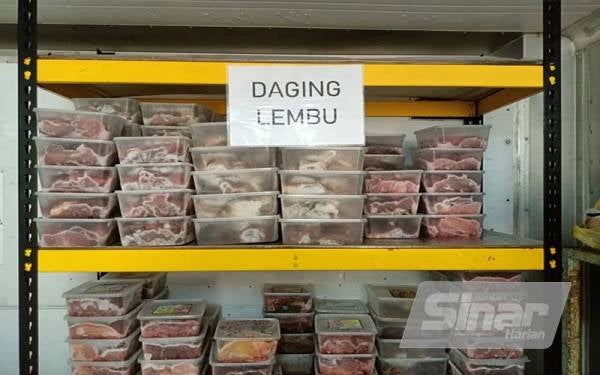 DAGING
LEMBU
Sinar
Harian